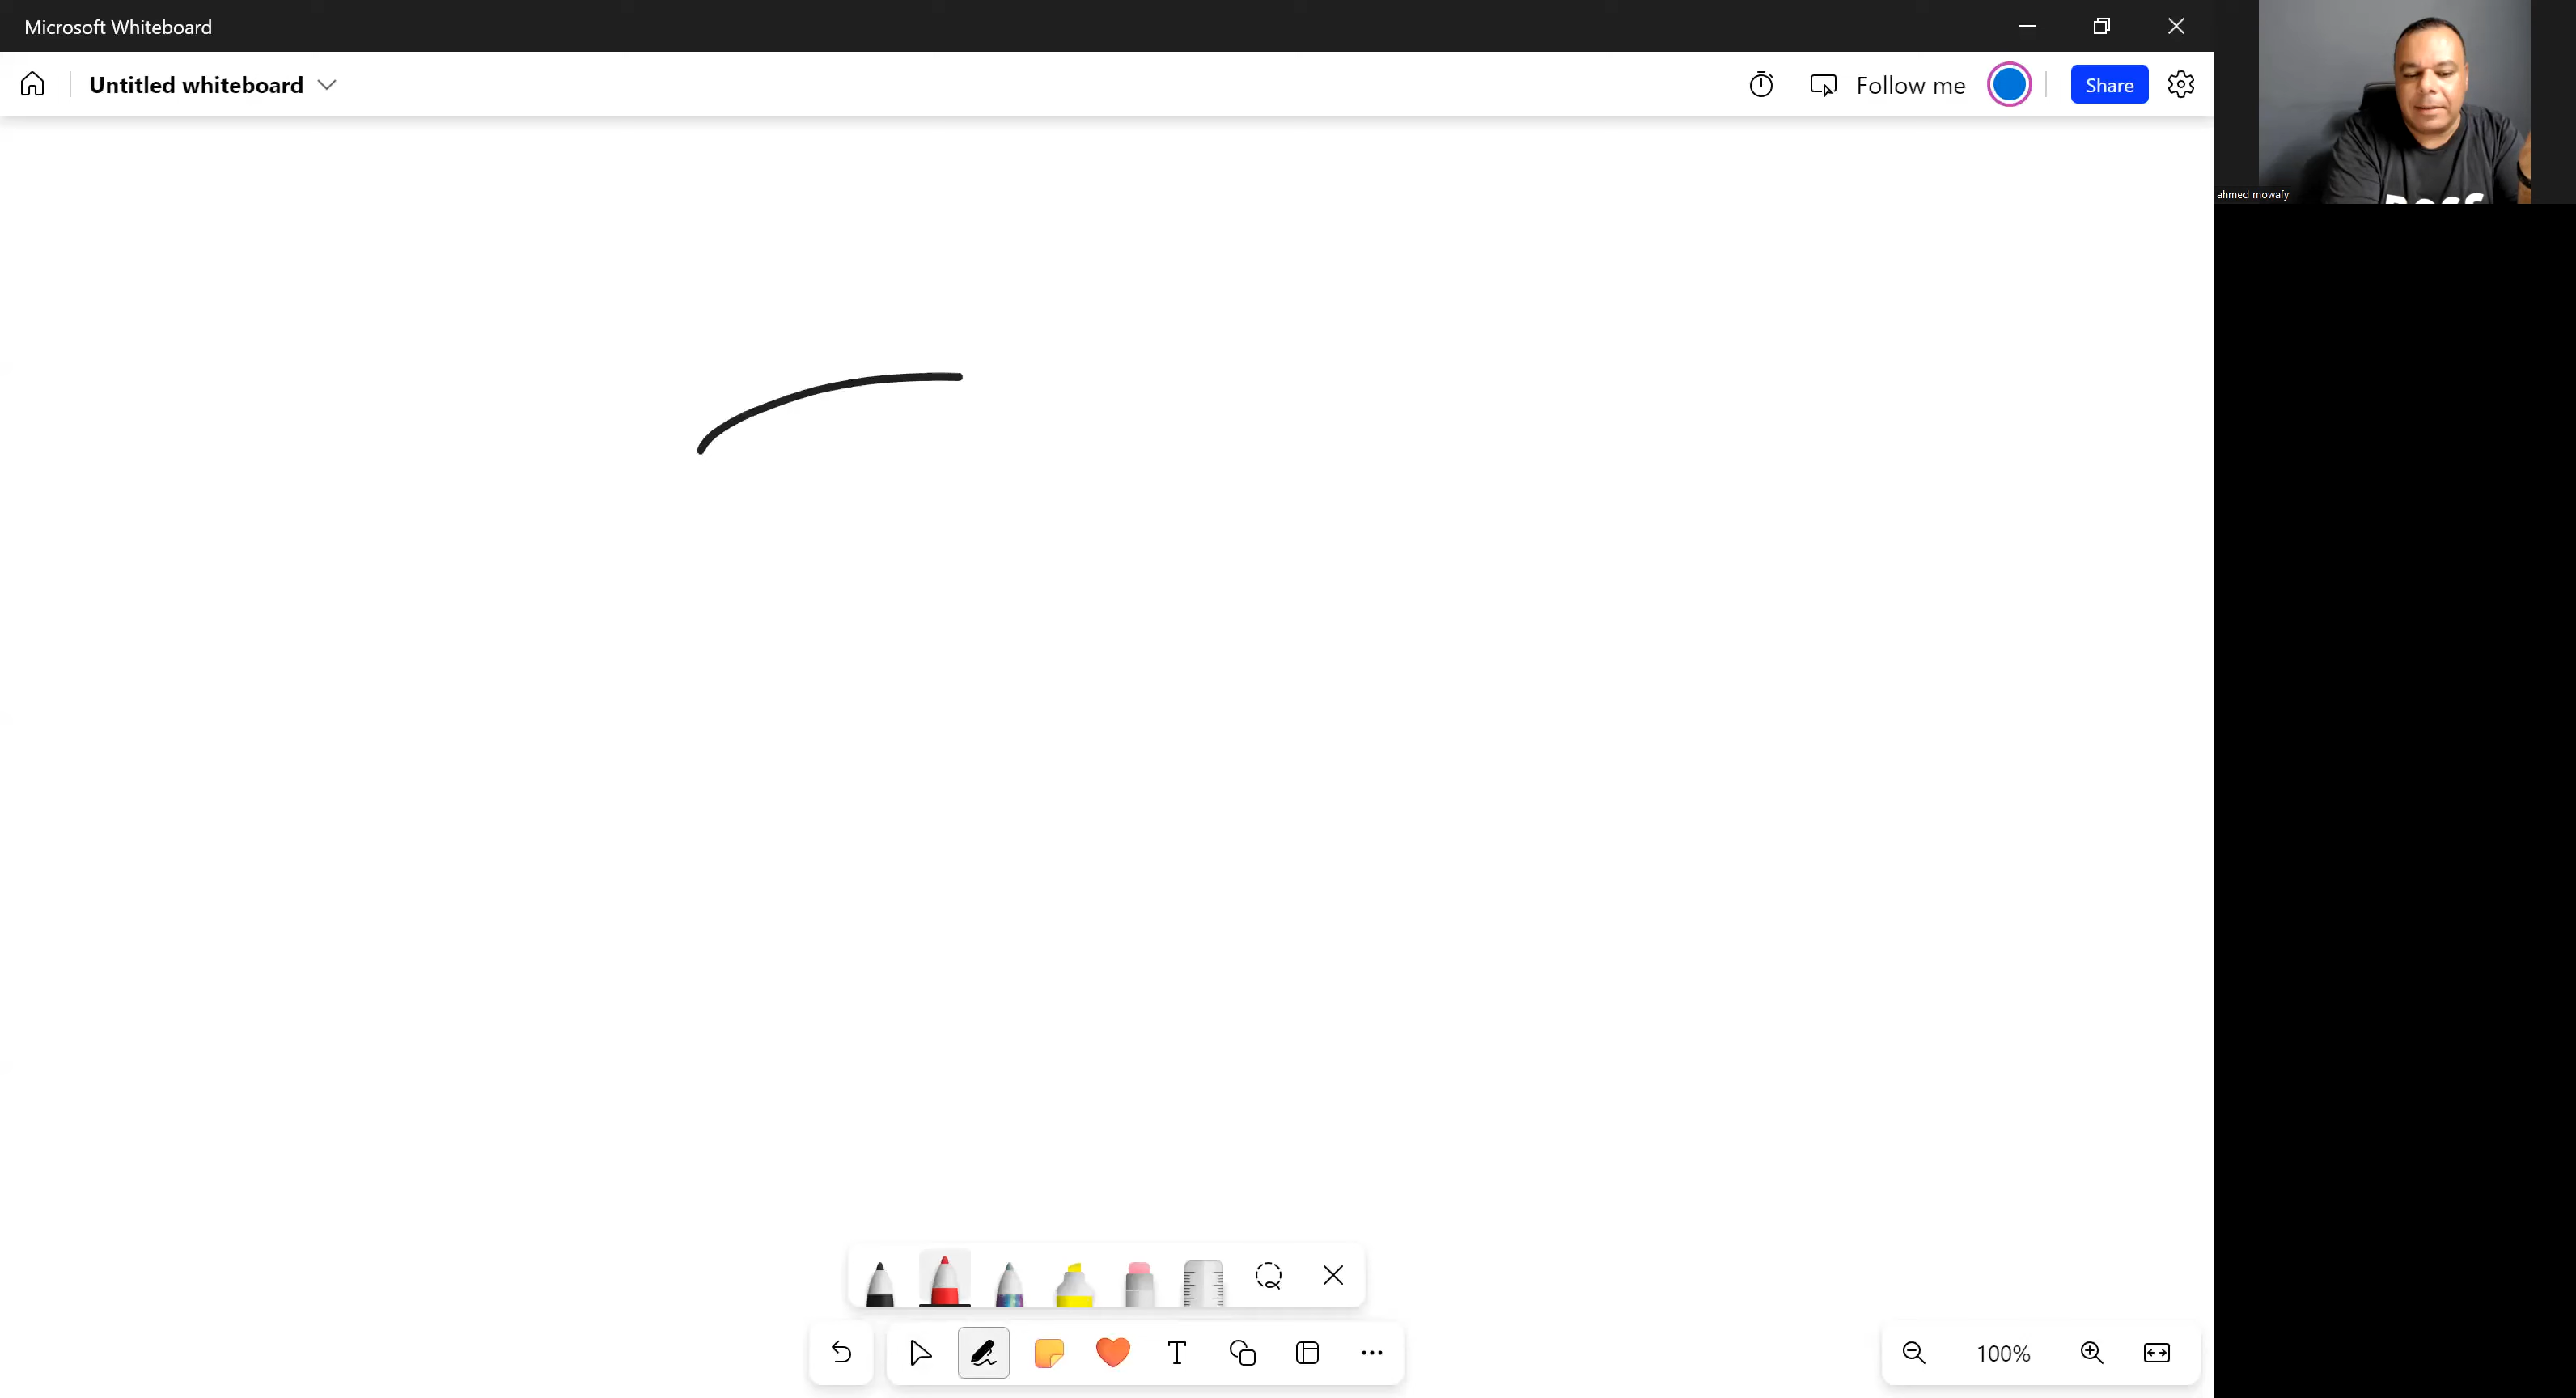 Microsoft Whiteboard
Untitled whiteboard
Follow me
Share
ahmed mowafy
100%